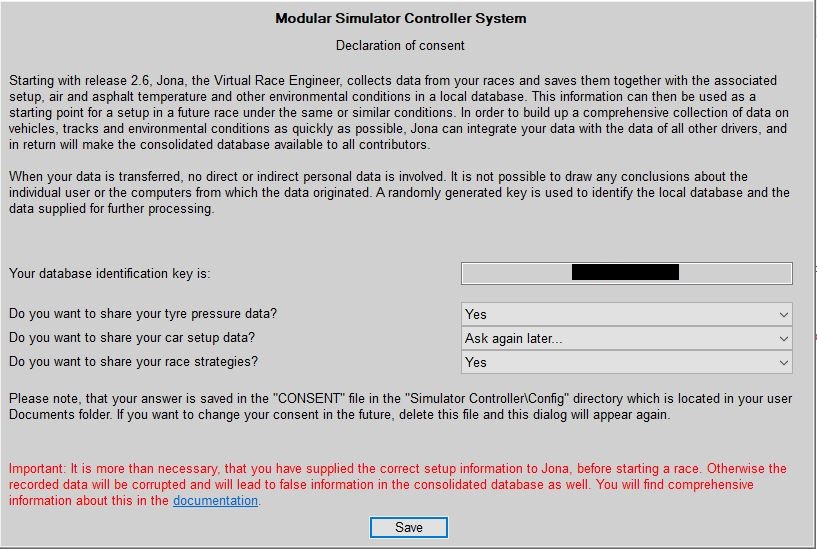 Modular Simulator Controller System
Declaration of consent
Starting with release 2.6, Jona, the Virtual Race Engineer, collects data from your races and saves them together with the associated
setup, air and asphalt temperature and other environmental conditions in a local database. This information can then be used as a
starting point for a setup in a future race under the same or similar conditions. In order to build up a comprehensive collection of data on
vehicles, tracks and environmental conditions as quickly as possible, Jona can integrate your data with the data of all other drivers, and
in return will make the consolidated database available to all contributors.
When your data is transferred, no direct or indirect personal data is involved. It is not possible to draw any conclusions about the
individual user or the computers from which the data originated. A randomly generated key is used to identify the local database and the
data supplied for further processing.
Your database identification key is:
Do you want to share your tyre pressure data? Yes
Do you want to share your car setup data? Ask again later...
Do you want to share your race strategies? Yes
Please note, that your answer is saved in the "CONSENT" file in the "Simulator Controller\Config" directory which is located in your user
Documents folder. If you want to change your consent in the future, delete this file and this dialog will appear again.
Important: It is more than necessary, that you have supplied the correct setup information to Jona, before starting a race. Otherwise the
recorded data will be corrupted and will lead to false information in the consolidated database as well. You will find comprehensive
information about this in the documentation.
Save